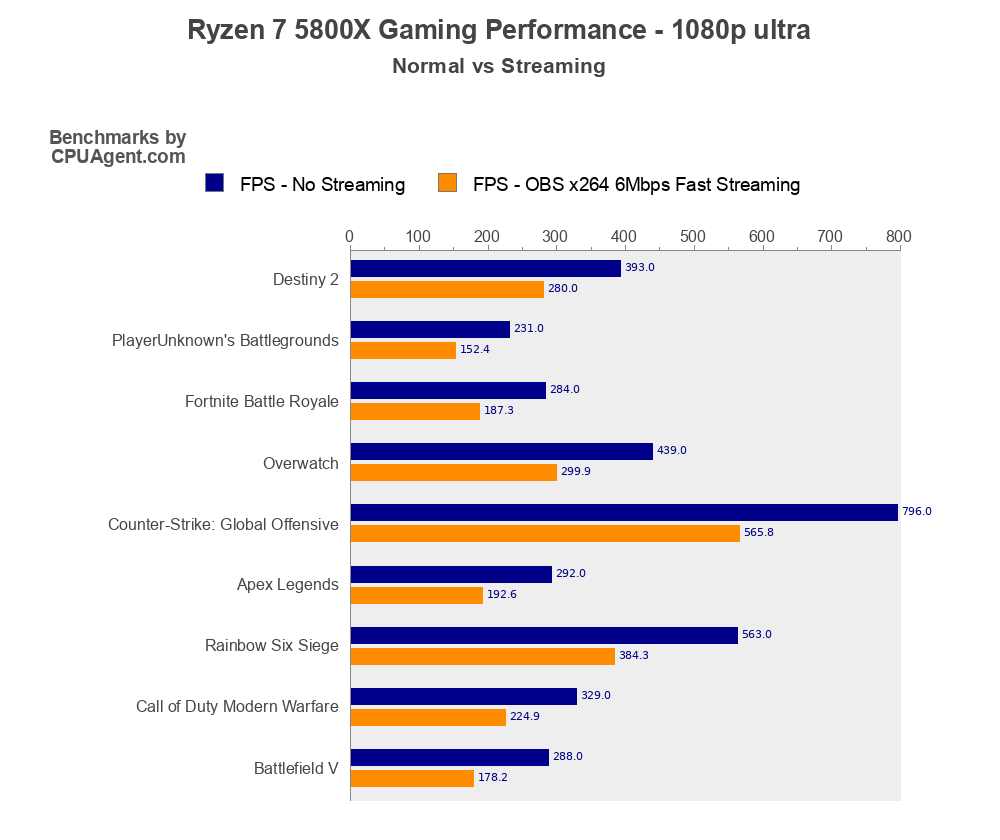 Ryzen 7 5800X Gaming Performance - 1080p ultra
Normal vs Streaming
Benchmarks by
CPUAgent.com
FPS - No Streaming FPS - OBS x264 6Mbps Fast Streaming
0 100 200 300 400 500 600 700 800
393.0
Destiny 2
280.0
231.0
PlayerUnknown's Battlegrounds
152.4
284.0
Fortnite Battle Royale
187.3
439.0
Overwatch
299.9
796.0
Counter-Strike: Global Offensive
565.8
292.0
Apex Legends
192.6
563.0
Rainbow Six Siege
384.3
329.0
Call of Duty Modern Warfare
224.9
288.0
Battlefield V
178.2